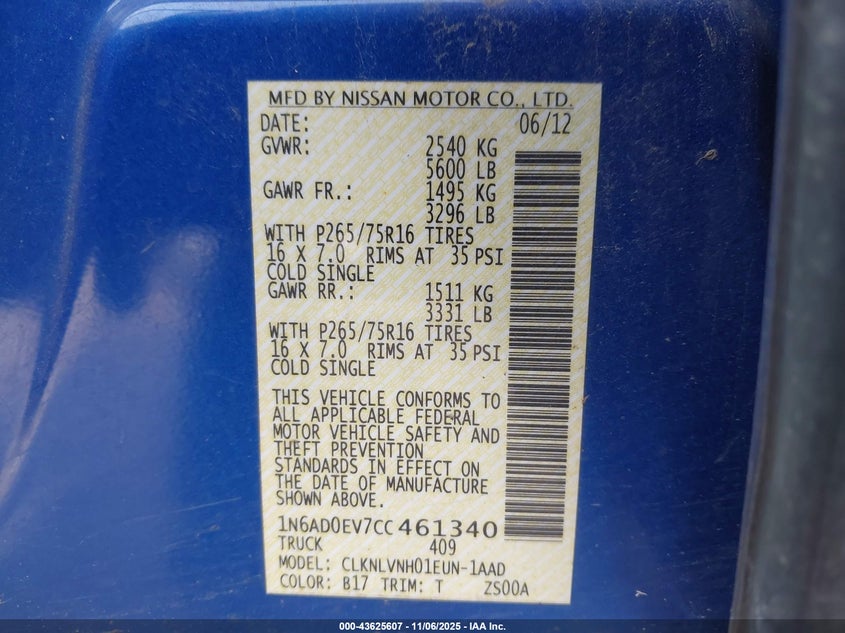 MFD BY NISSAN MOTOR CO., LTD.
DATE: 06/12
GVWR: 2540 KG
5600 LB
GAWR FR.: 1495 KG
3296 LB
WITH P265/75R16 TIRES
16 X 7.0 RIMS AT 35 PSI
COLD SINGLE
GAWR RR.: 1511 KG
3331 LB
WITH P265/75R16 TIRES
16 X 7.0 RIMS AT 35 PSI
COLD SINGLE
THIS VEHICLE CONFORMS TO
ALL APPLICABLE FEDERAL
MOTOR VEHICLE SAFETY AND
THEFT PREVENTION
STANDARDS IN EFFECT ON
THE DATE OF MANUFACTURE
SHOWN ABOVE.
1N6AD0EV7CC461340
TRUCK 409
MODEL: CLKNLVNH01EUN-1AAD
COLOR: B17 TRIM: T ZS00A
000-43625607 - 11/06/2025 - IAA Inc.